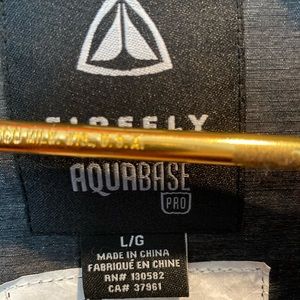 FIREFLY
U.S.A.
AQUABASE
PRO
L/G
MADE IN CHINA
FABRIQUÉ EN CHINE
RN# 130582
CA# 37961